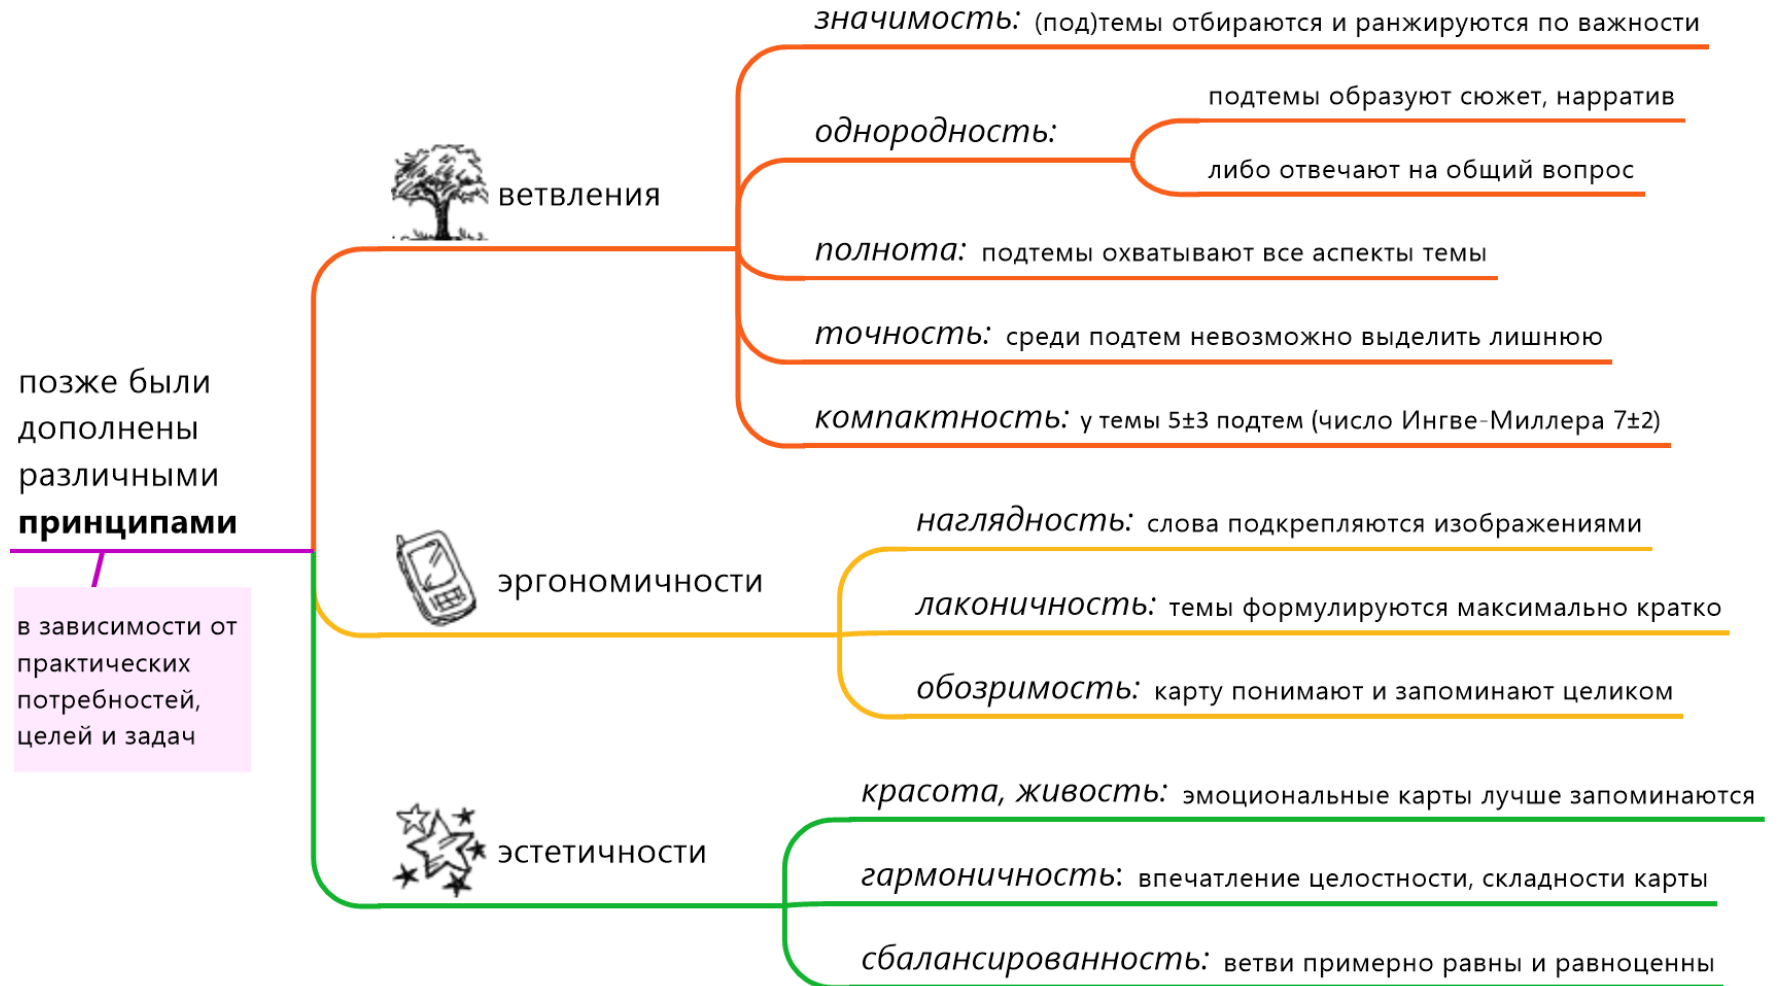 позже были
дополнены
различными
принципами
в зависимости от
практических
потребностей,
целей и задач
ветвления
значимость: (под)темы отбираются и ранжируются по важности
однородность:
подтемы образуют сюжет, нарратив
либо отвечают на общий вопрос
полнота: подтемы охватывают все аспекты темы
точность: среди подтем невозможно выделить лишнюю
компактность: у темы 5±3 подтем (число Ингве-Миллера 7±2)
эргономичности
наглядность: слова подкрепляются изображениями
лаконичность: темы формулируются максимально кратко
обозримость: карту понимают и запоминают целиком
эстетичности
красота, живость: эмоциональные карты лучше запоминаются
гармоничность: впечатление целостности, складности карты
сбалансированность: ветви примерно равны и равноценны